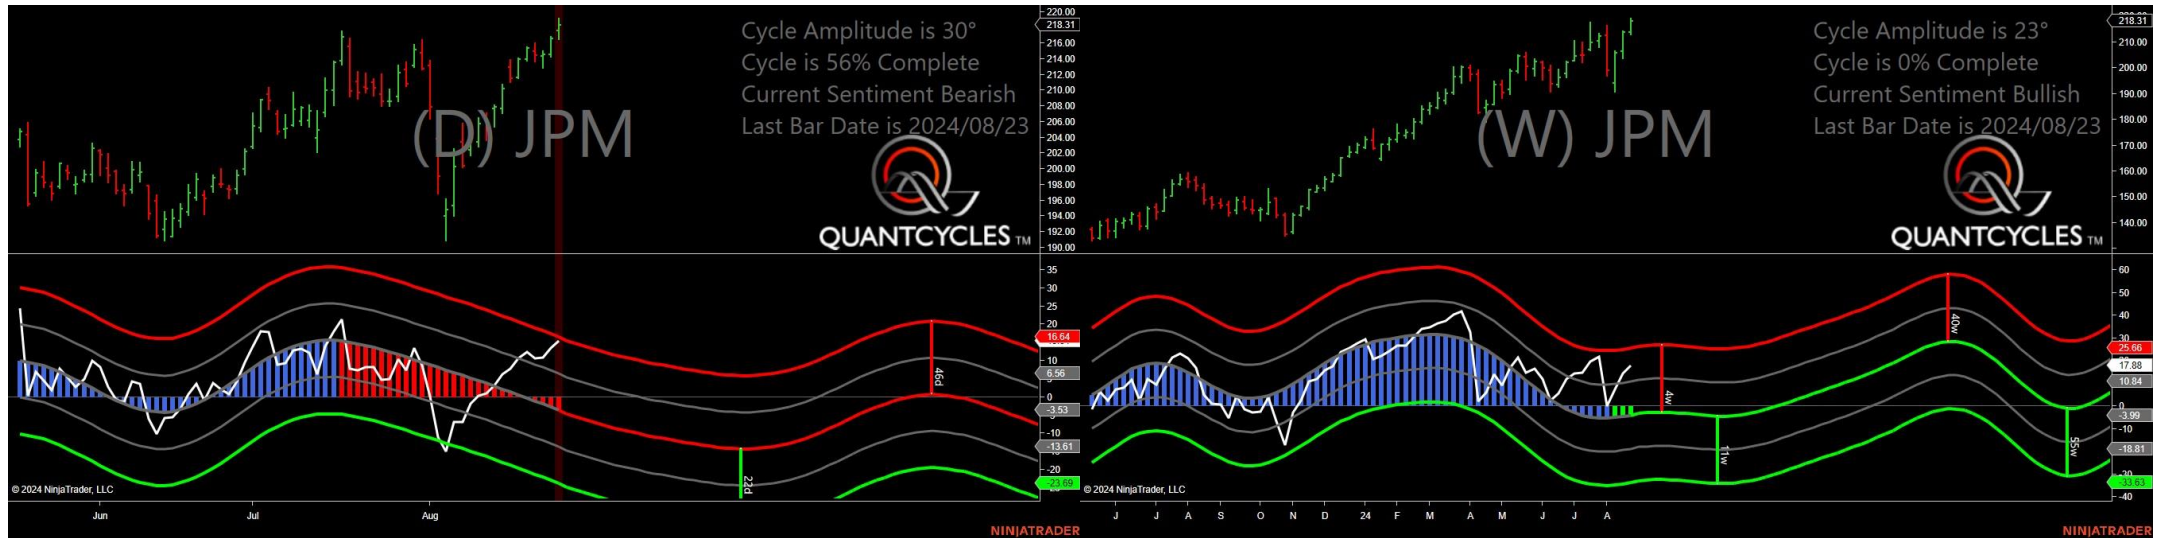 220.00
218.31
216.00
214.00
212.00
210.00
208.00
206.00
204.00
202.00
200.00
198.00
196.00
194.00
192.00
190.00
Cycle Amplitude is 30°
Cycle is 56% Complete
Current Sentiment Bearish
Last Bar Date is 2024/08/23
(D) JPM
QUANTCYCLES TM
35
30
25
20
16.64
10
6.56
0
-3.53
-10
-13.61
-20
-23.69
46d
22d
© 2024 NinjaTrader, LLC
Jun
Jul
Aug
NINJATRADER
218.31
210.00
200.00
190.00
180.00
170.00
160.00
150.00
140.00
Cycle Amplitude is 23°
Cycle is 0% Complete
Current Sentiment Bullish
Last Bar Date is 2024/08/23
(W) JPM
QUANTCYCLES TM
60
50
40
30
25.66
17.88
10.84
0
-3.99
-10
-18.81
-30
-33.63
-40
4w
11w
40w
55w
© 2024 NinjaTrader, LLC
J
J
A
S
O
N
D
24
F
M
A
M
J
J
A
NINJATRADER